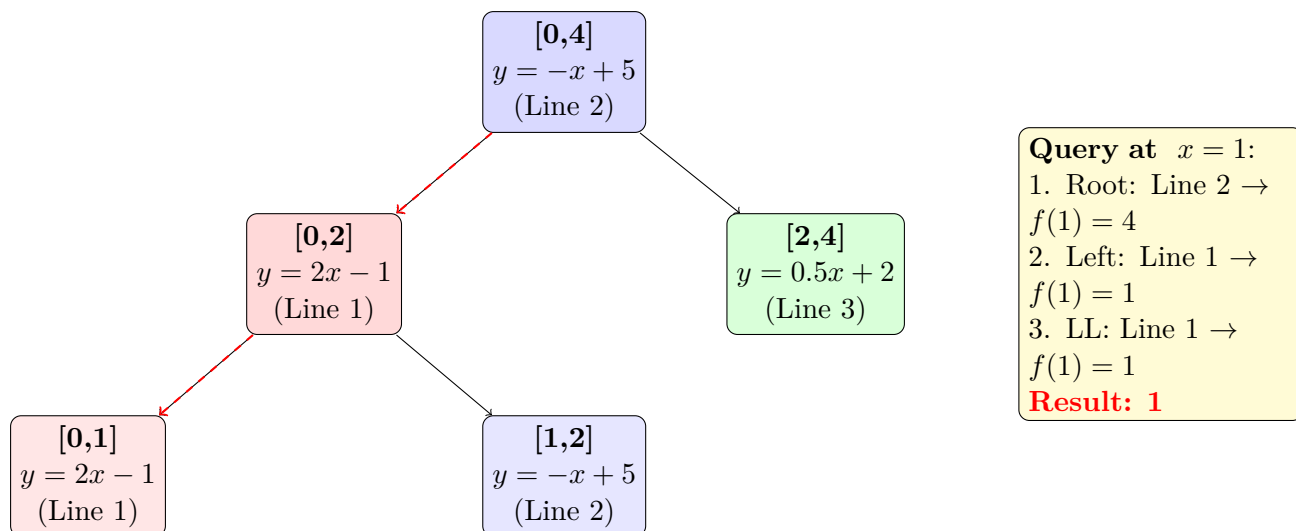 [0,4]
y = −x + 5
(Line 2)
[0,2]
y = 2x − 1
(Line 1)
[2,4]
y = 0.5x + 2
(Line 3)
[0,1]
y = 2x − 1
(Line 1)
[1,2]
y = −x + 5
(Line 2)
Query at x = 1:
1. Root: Line 2 →
f(1) = 4
2. Left: Line 1 →
f(1) = 1
3. LL: Line 1 →
f(1) = 1
Result: 1